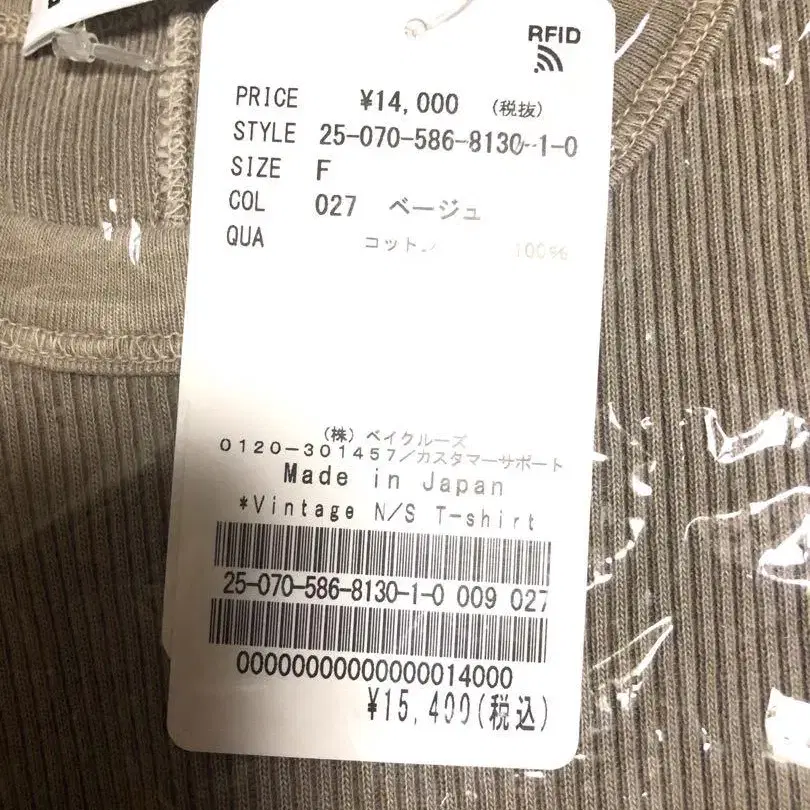 RFID
PRICE ¥14,000 (税抜)
STYLE 25-070-586-8130-1-0
SIZE F
COL 027 ベージュ
QUA コットン 100%
(株) ベイクルーズ
0120-301457/カスタマーサポート
Made in Japan
*Vintage N/S T-shirt
25-070-586-8130-1-0 009 027
00000000000000014000
¥15,400(税込)